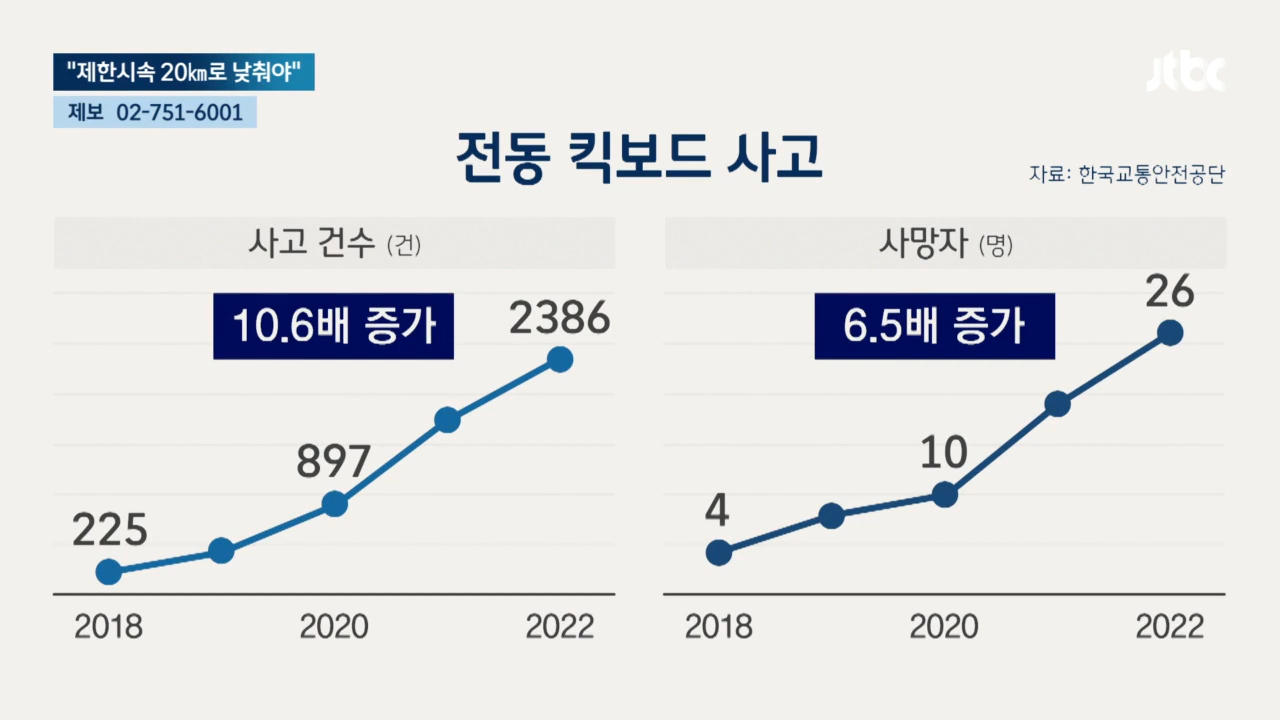 "제한시속 20㎞로 낮춰야"
제보 02-751-6001
jtbc
전동 킥보드 사고
자료: 한국교통안전공단
사고 건수 (건)
10.6배 증가
225
897
2386
2018
2020
2022
사망자 (명)
6.5배 증가
4
10
26
2018
2020
2022